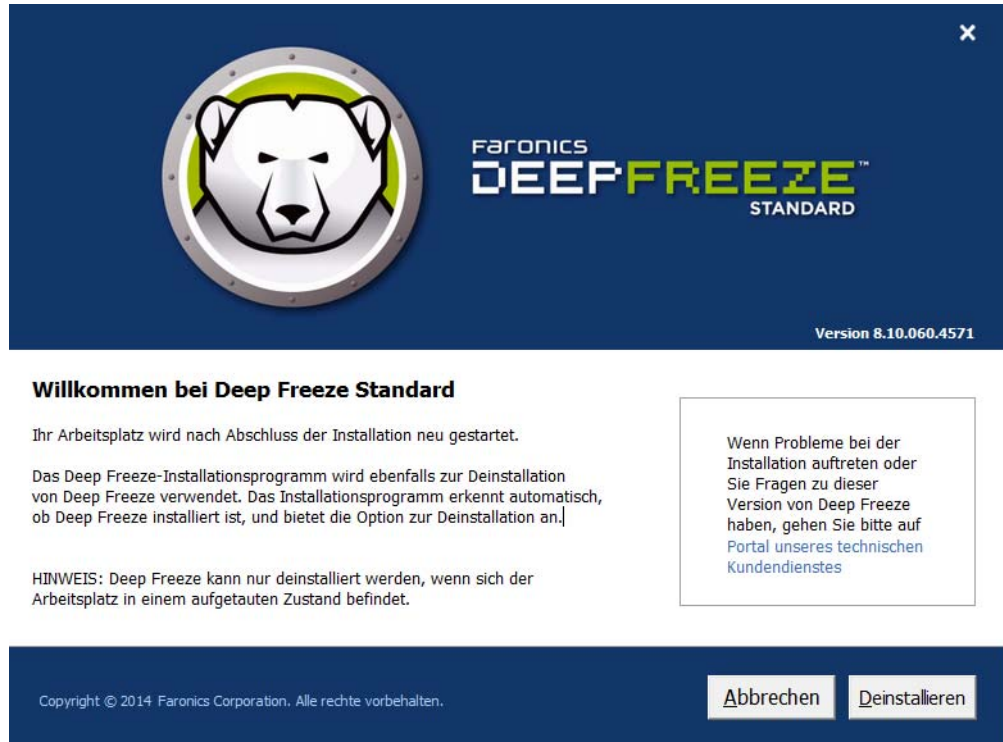 Faronics
DEEPFREEZE™
STANDARD
Version 8.10.060.4571
Willkommen bei Deep Freeze Standard
Ihr Arbeitsplatz wird nach Abschluss der Installation neu gestartet.
Das Deep Freeze-Installationsprogramm wird ebenfalls zur Deinstallation
von Deep Freeze verwendet. Das Installationsprogramm erkennt automatisch,
ob Deep Freeze installiert ist, und bietet die Option zur Deinstallation an.
HINWEIS: Deep Freeze kann nur deinstalliert werden, wenn sich der
Arbeitsplatz in einem aufgetauten Zustand befindet.
Wenn Probleme bei der
Installation auftreten oder
Sie Fragen zu dieser
Version von Deep Freeze
haben, gehen Sie bitte auf
Portal unseres technischen
Kundendienstes
Copyright © 2014 Faronics Corporation. Alle rechte vorbehalten.
Abbrechen
Deinstallieren